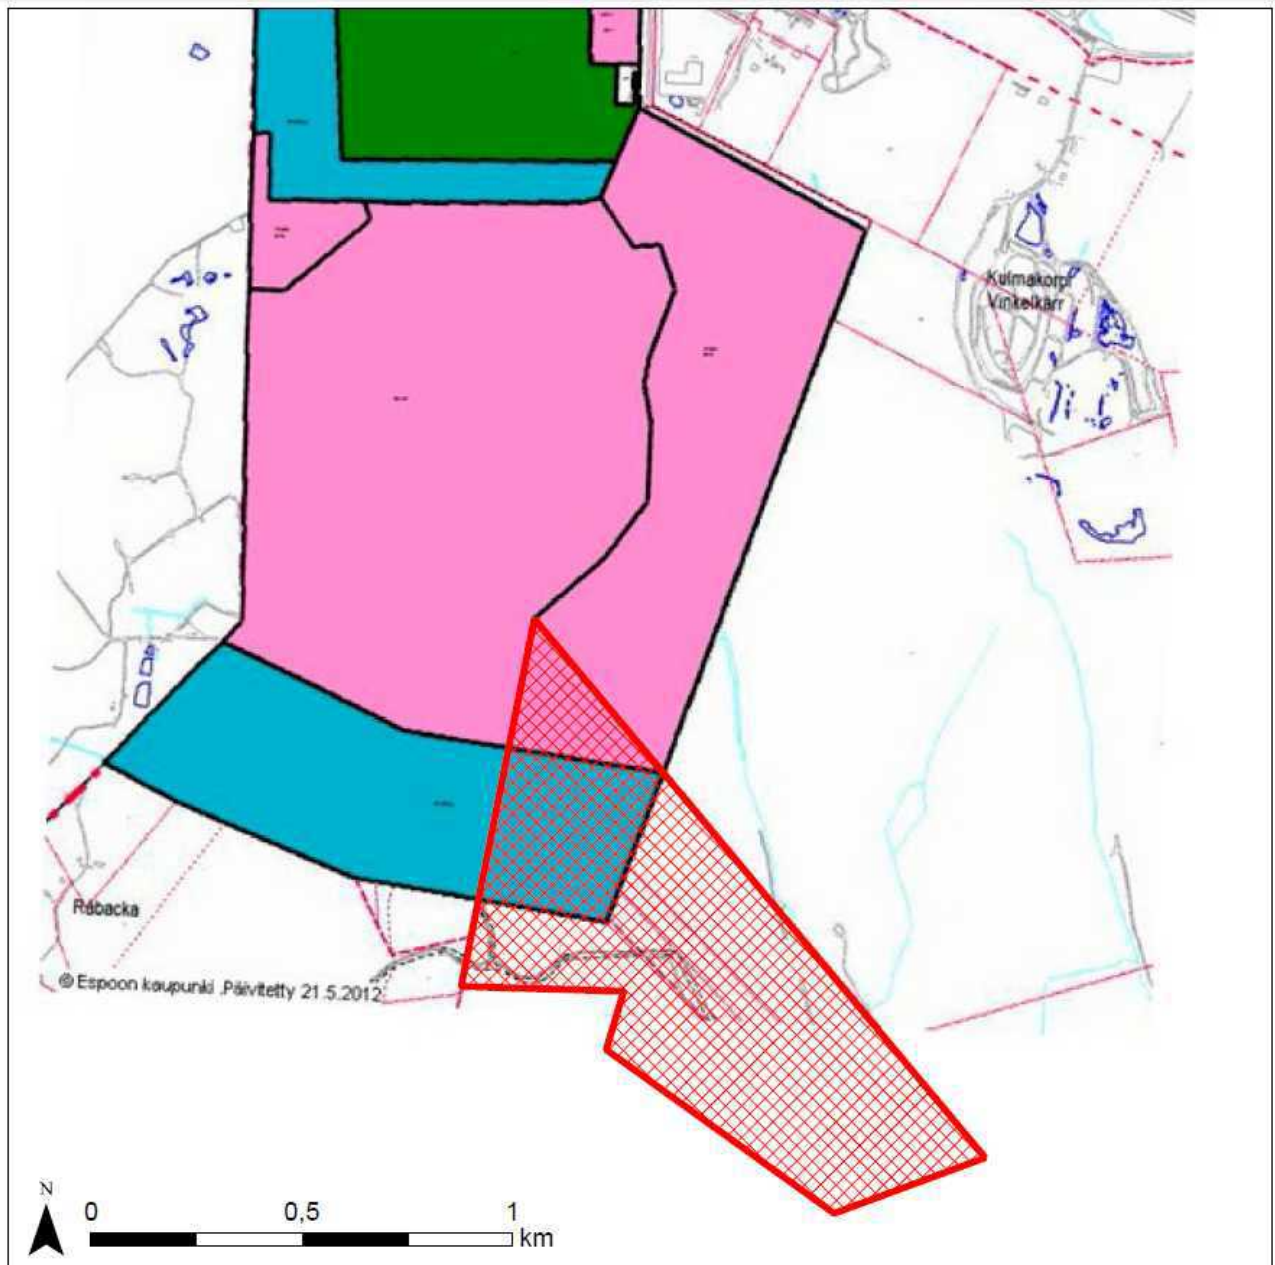 Kulmakorpi
Vinkelkärr
Råbacka
© Espoon kaupunki .Päivitetty 21.5.2012
N
0 0,5 1
km